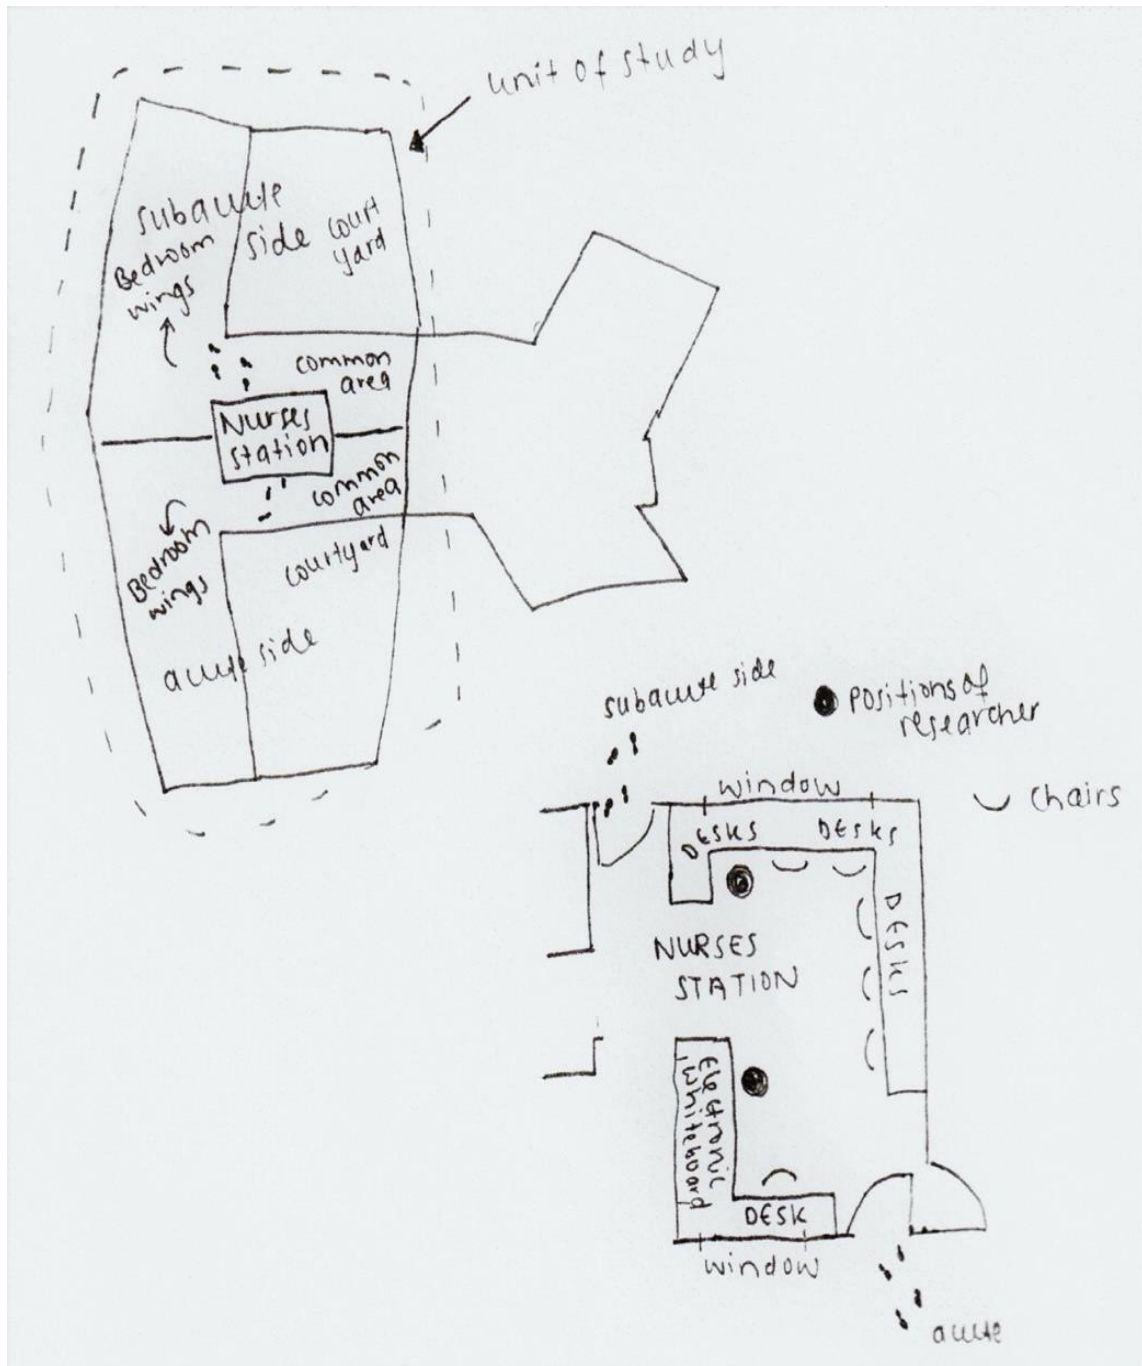 unit of study
subacute
side
court
yard
Bedroom
wings
common
area
Nurses
station
common
area
Bedroom
wings
courtyard
acute side
subacute side
positions of
researcher
window
chairs
DESKS
DESKS
DESKS
NURSES
STATION
Electronic
Whiteboard
DESK
window
acute